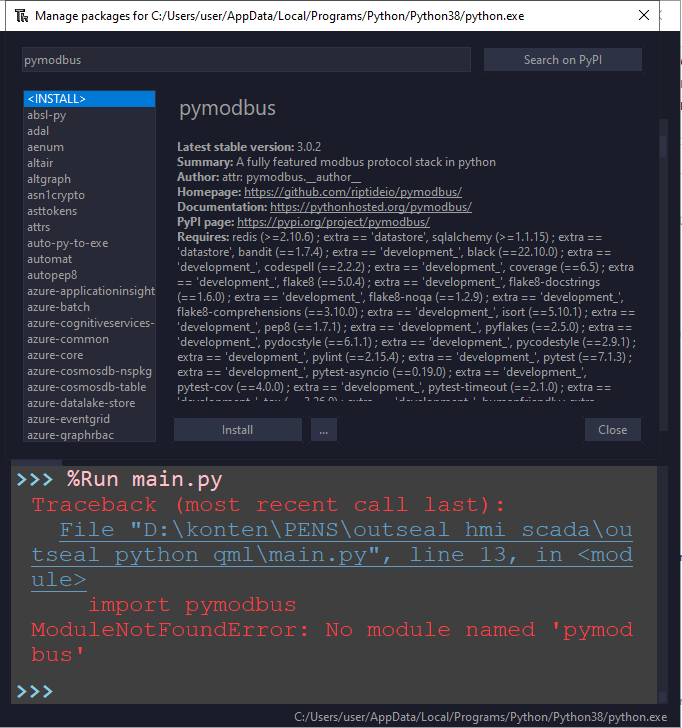 Manage packages for C:/Users/user/AppData/Local/Programs/Python/Python38/python.exe
pymodbus
Search on PyPI
<INSTALL>
absl-py
adal
aenum
altair
altgraph
asn1crypto
asttokens
attrs
auto-py-to-exe
automat
autopep8
azure-applicationinsight
azure-batch
azure-cognitiveservices-
azure-common
azure-core
azure-cosmosdb-nspkg
azure-cosmosdb-table
azure-datalake-store
azure-eventgrid
azure-graphrbac
pymodbus
Latest stable version: 3.0.2
Summary: A fully featured modbus protocol stack in python
Author: attr: pymodbus.__author__
Homepage: https://github.com/riptideio/pymodbus/
Documentation: https://pythonhosted.org/pymodbus/
PyPI page: https://pypi.org/project/pymodbus/
Requires: redis (>=2.10.6) ; extra == 'datastore', sqlalchemy (>=1.1.15) ; extra ==
'datastore', bandit (==1.7.4) ; extra == 'development_', black (==22.10.0) ; extra ==
'development_', codespell (==2.2.2) ; extra == 'development_', coverage (==6.5) ; extra
== 'development_', flake8 (==5.0.4) ; extra == 'development_', flake8-docstrings
(==1.6.0) ; extra == 'development_', flake8-noqa (==1.2.9) ; extra == 'development_',
flake8-comprehensions (==3.10.0) ; extra == 'development_', isort (==5.10.1) ; extra
== 'development_', pep8 (==1.7.1) ; extra == 'development_', pyflakes (==2.5.0) ; extra
== 'development_', pydocstyle (==6.1.1) ; extra == 'development_', pycodestyle (==2.9.1)
; extra == 'development_', pylint (==2.15.4) ; extra == 'development_', pytest (==7.1.3) ;
extra == 'development_', pytest-asyncio (==0.19.0) ; extra == 'development_',
pytest-cov (==4.0.0) ; extra == 'development_', pytest-timeout (==2.1.0) ; extra ==
Install
...
Close
>>> %Run main.py
Traceback (most recent call last):
File "D:\konten\PENS\outseal hmi scada\ou
tseal python qml\main.py", line 13, in <mod
ule>
import pymodbus
ModuleNotFoundError: No module named 'pymod
bus'
>>>
C:/Users/user/AppData/Local/Programs/Python/Python38/python.exe